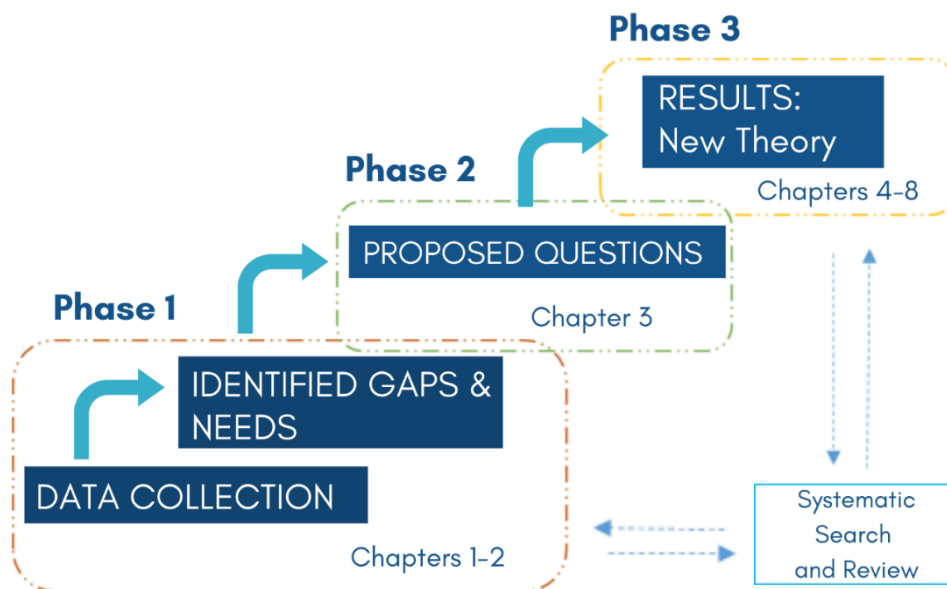 Phase 3
RESULTS:
New Theory
Chapters 4-8
Phase 2
PROPOSED QUESTIONS
Chapter 3
Phase 1
IDENTIFIED GAPS &
NEEDS
DATA COLLECTION
Chapters 1-2
Systematic
Search
and Review